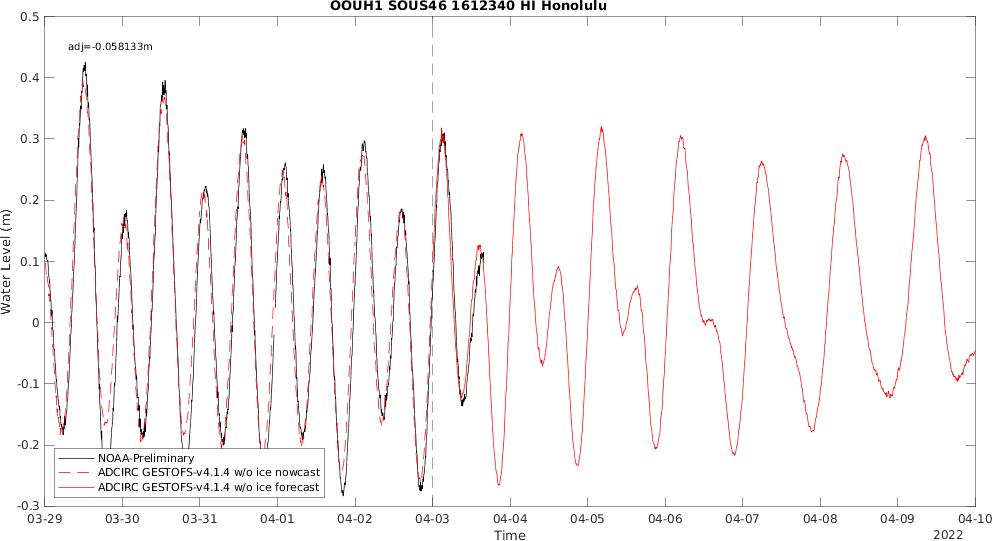 OOUH1 SOUS46 1612340 HI Honolulu
adj=-0.058133m
Water Level (m)
0.5
0.4
0.3
0.2
0.1
0
-0.1
-0.2
-0.3
NOAA-Preliminary
ADCIRC GESTOFS-v4.1.4 w/o ice nowcast
ADCIRC GESTOFS-v4.1.4 w/o ice forecast
03-29 03-30 03-31 04-01 04-02 04-03 04-04 04-05 04-06 04-07 04-08 04-09 04-10
Time
2022